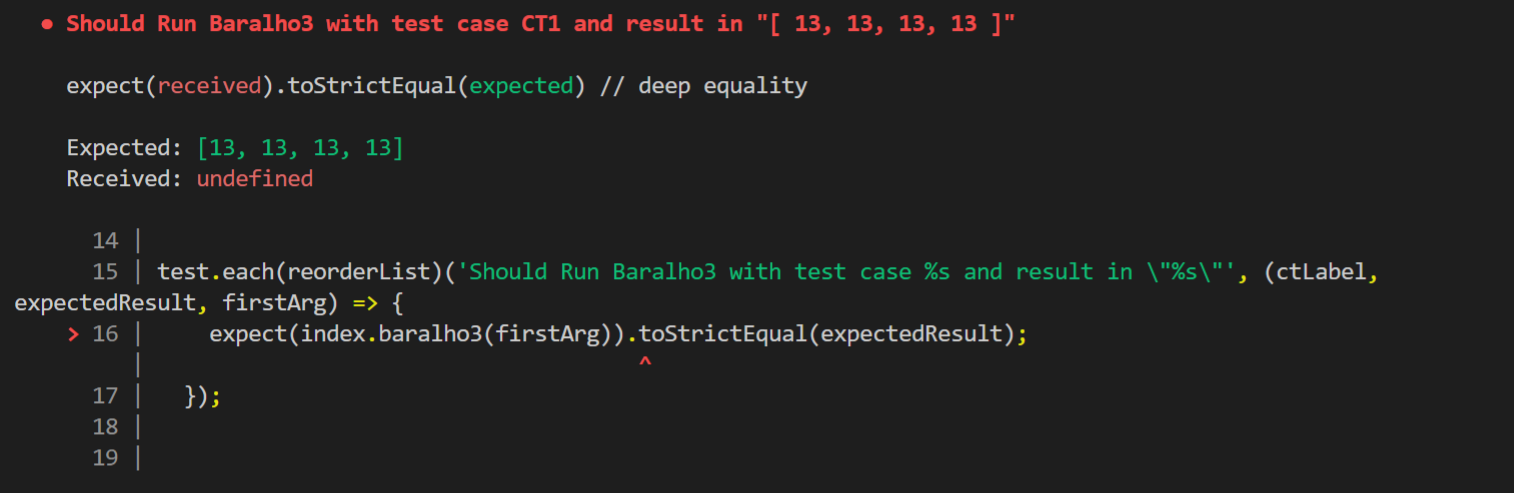 ● Should Run Baralho3 with test case CT1 and result in "[ 13, 13, 13, 13 ]"
expect(received).toStrictEqual(expected) // deep equality
Expected: [13, 13, 13, 13]
Received: undefined
14 |
15 | test.each(reorderList)('Should Run Baralho3 with test case %s and result in \"%s\"', (ctLabel,
expectedResult, firstArg) => {
> 16 |     expect(index.baralho3(firstArg)).toStrictEqual(expectedResult);
|                                      ^
17 |   });
18 |
19 |